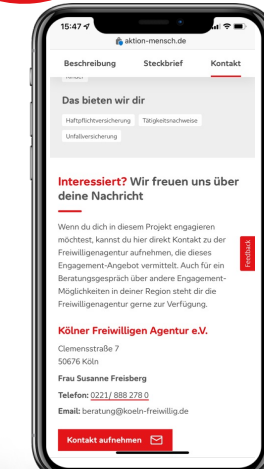 15:47
aktion-mensch.de
Beschreibung Steckbrief Kontakt
Kinder
Das bieten wir dir
Haftpflichtversicherung Tätigkeitsnachweise
Unfallversicherung
Interessiert? Wir freuen uns über
deine Nachricht
Wenn du dich in diesem Projekt engagieren
möchtest, kannst du hier direkt Kontakt zu der
Freiwilligenagentur aufnehmen, die dieses
Engagement-Angebot vermittelt. Auch für ein
Beratungsgespräch über andere Engagement-
Möglichkeiten in deiner Region steht dir die
Freiwilligenagentur gerne zur Verfügung.
Feedback
Kölner Freiwilligen Agentur e.V.
Clemensstraße 7
50676 Köln
Frau Susanne Freisberg
Telefon: 0221/ 888 278 0
Email: beratung@koeln-freiwillig.de
Kontakt aufnehmen